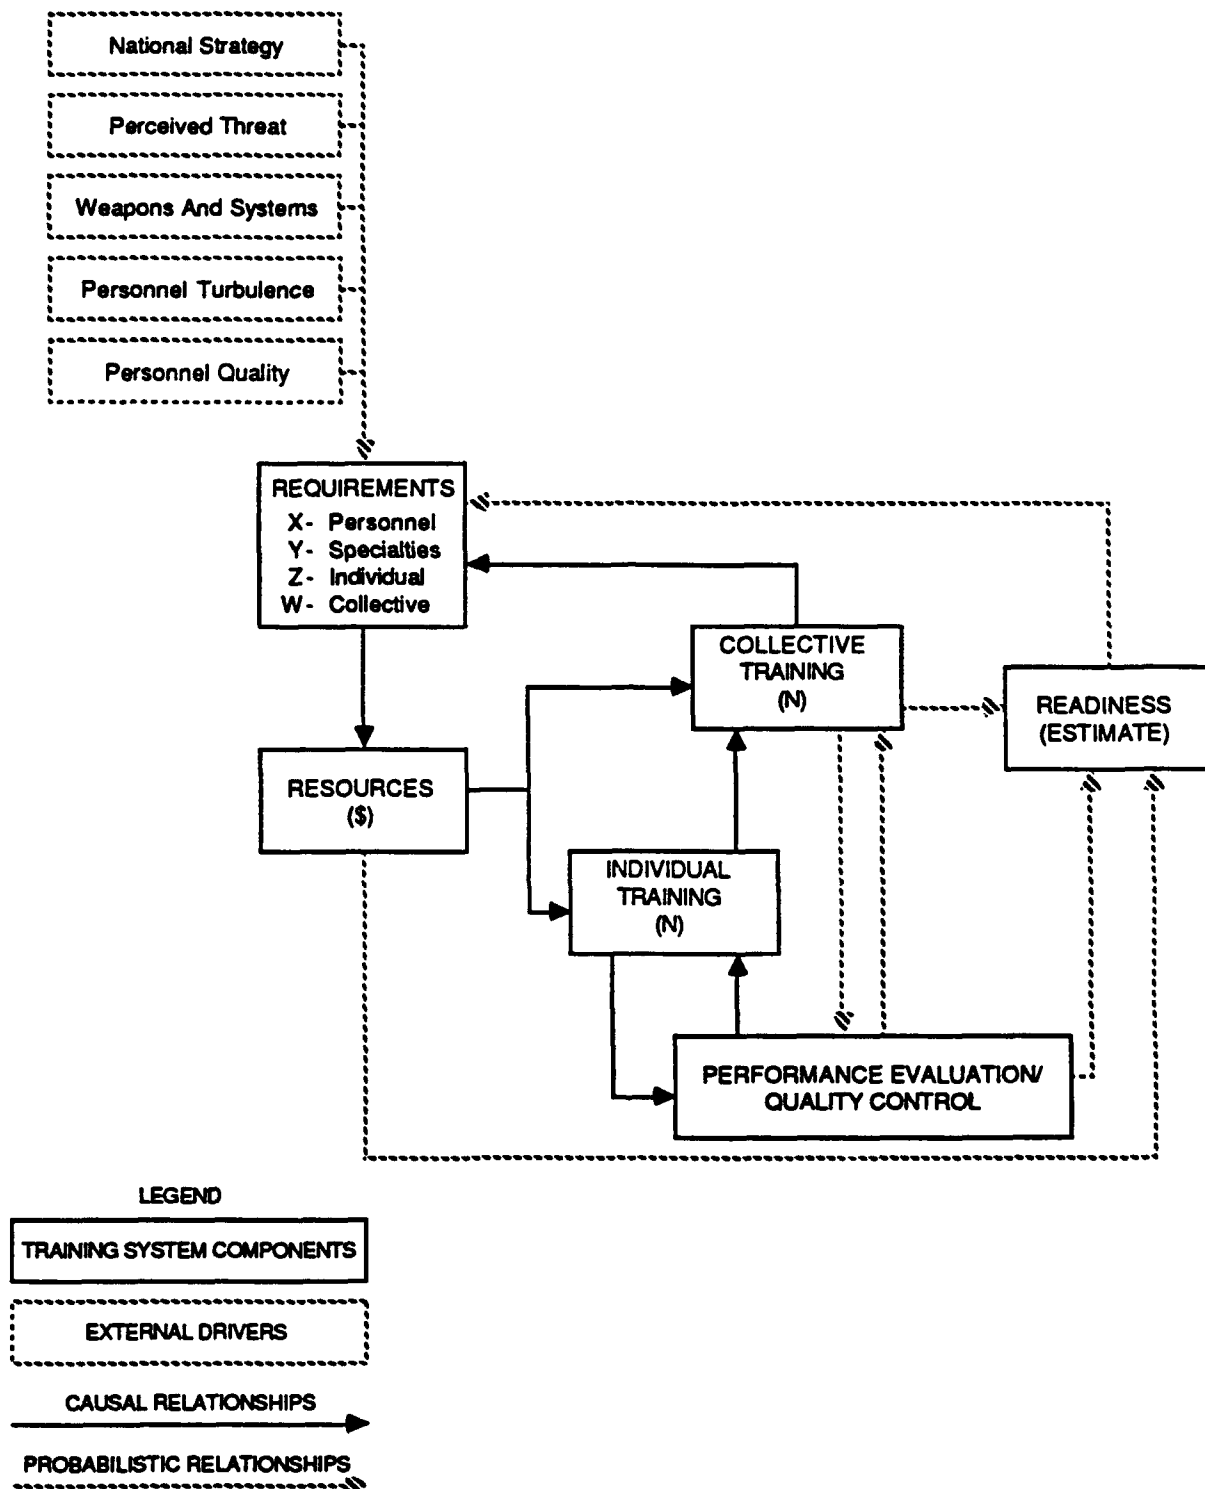 National Strategy
Perceived Threat
Weapons And Systems
Personnel Turbulence
Personnel Quality
REQUIREMENTS
X- Personnel
Y- Specialties
Z- Individual
W- Collective
COLLECTIVE
TRAINING
(N)
READINESS
(ESTIMATE)
RESOURCES
($)
INDIVIDUAL
TRAINING
(N)
PERFORMANCE EVALUATION/
QUALITY CONTROL
LEGEND
TRAINING SYSTEM COMPONENTS
EXTERNAL DRIVERS
CAUSAL RELATIONSHIPS
PROBABILISTIC RELATIONSHIPS